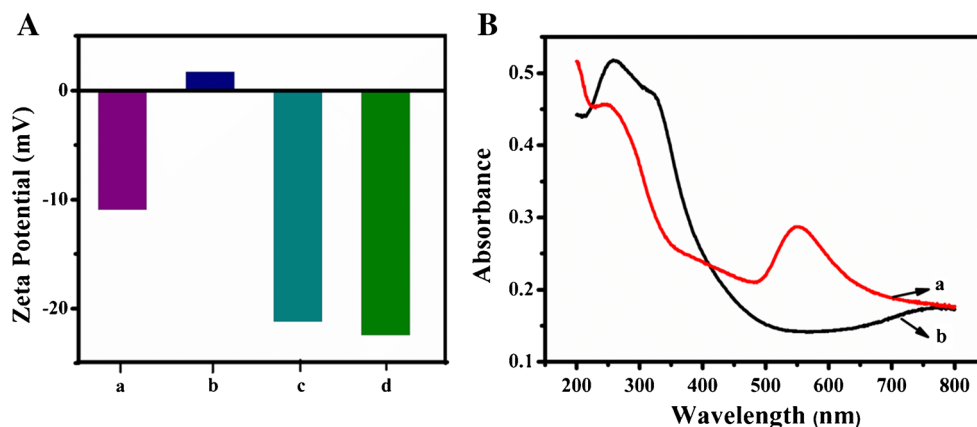 A
Zeta Potential (mV)
0
-10
-20
a b c d
B
Absorbance
0.5
0.4
0.3
0.2
0.1
a
b
200 300 400 500 600 700 800
Wavelength (nm)